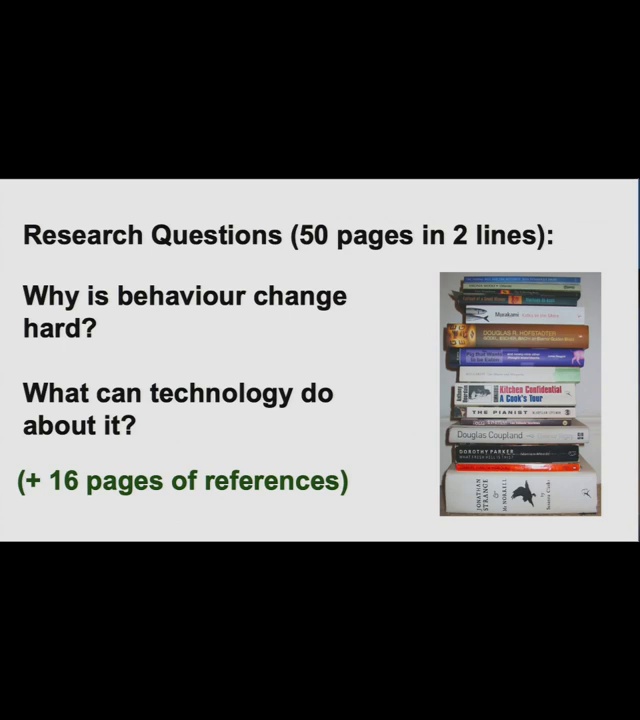 Research Questions (50 pages in 2 lines):
Why is behaviour change
hard?
What can technology do
about it?
(+ 16 pages of references)
Murakami
DOUGLAS R. HOFSTADTER
Kitchen Confidential
A Cook's Tour
THE PIANIST
Douglas Coupland
DOROTHY PARKER
JONATHAN
STRANGE
&
Mr NORRELL
Susanna Clarke